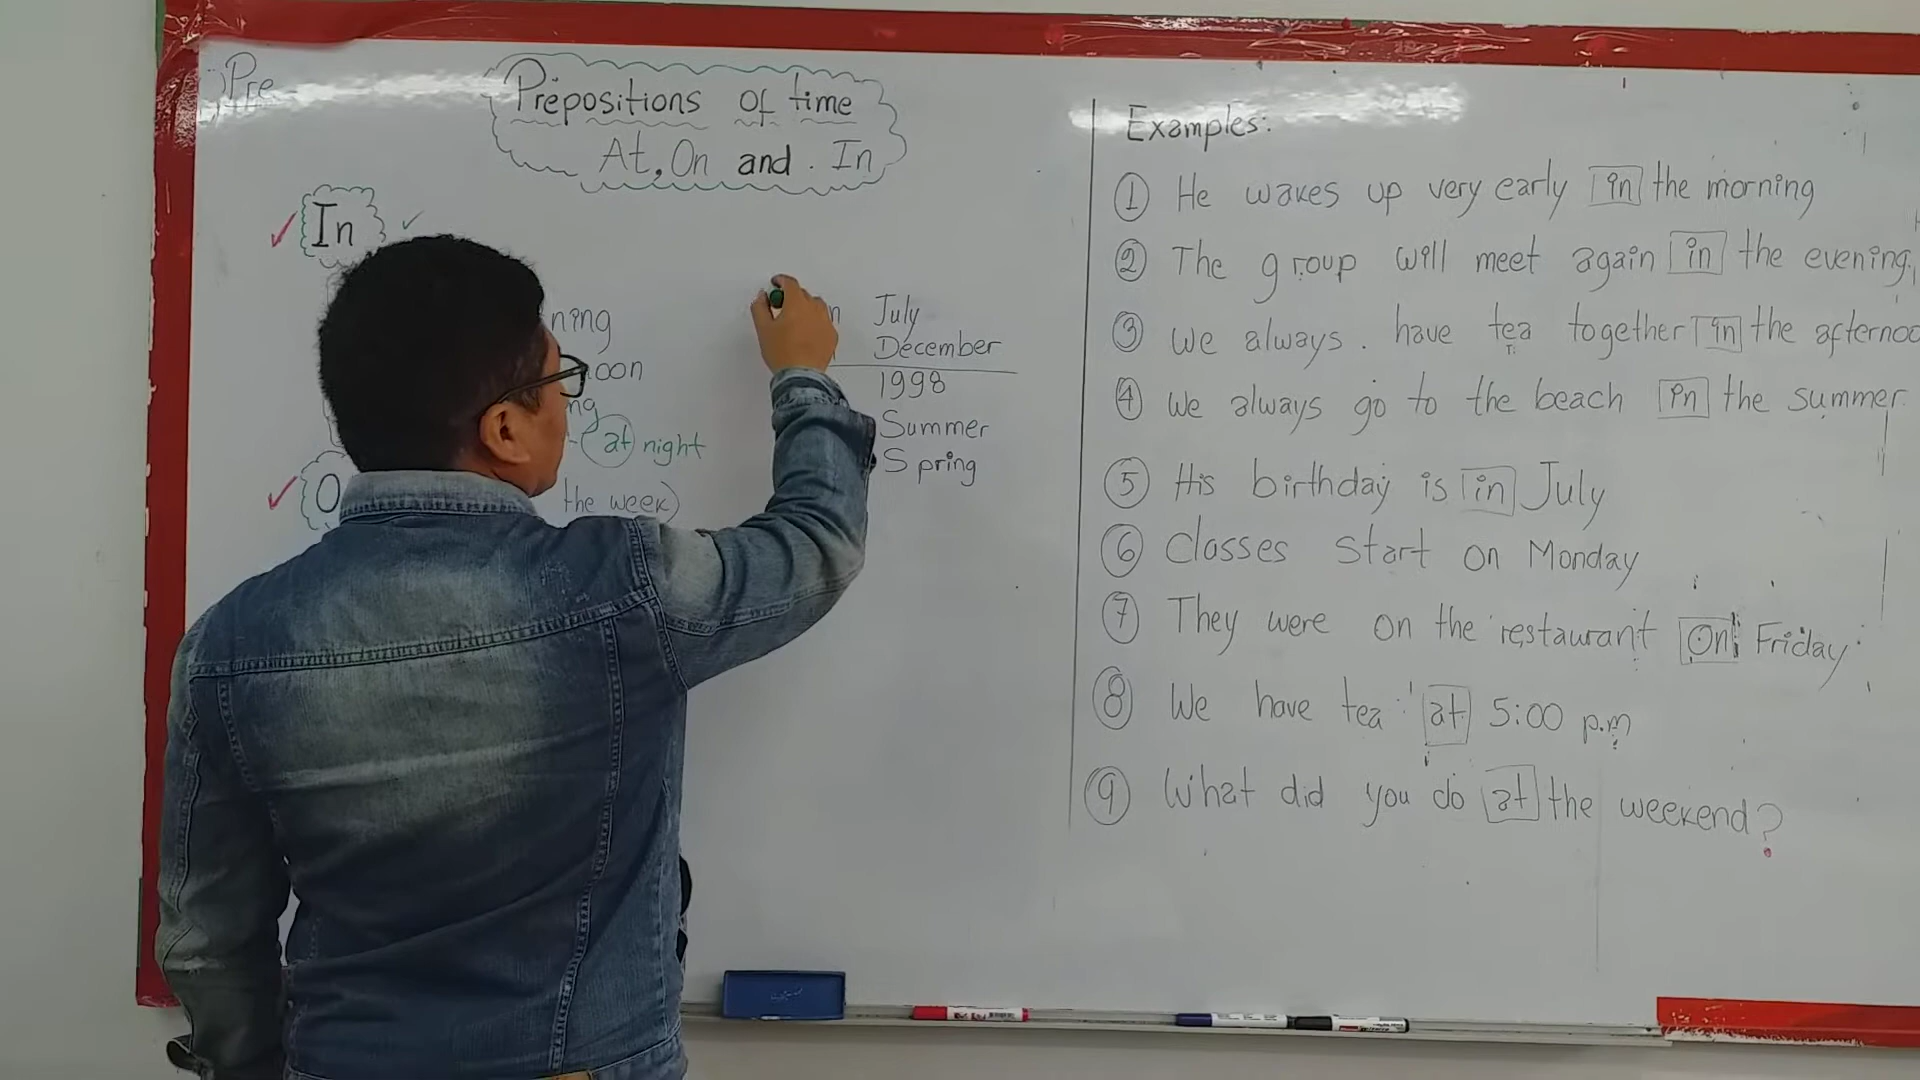 Pre
Prepositions of time
At, On and . In
In
July
December
1998
at night
Summer
Spring
the week)
Examples:
1 He wakes up very early in the morning
2 The group will meet again in the evening,
3 We always . have tea together in the afternoo
4 We always go to the beach in the summer
5 His birthday is in July
6 Classes start on Monday
7 They were on the restaurant On Friday
8 We have tea at 5:00 p.m
9 What did you do at the weekend?